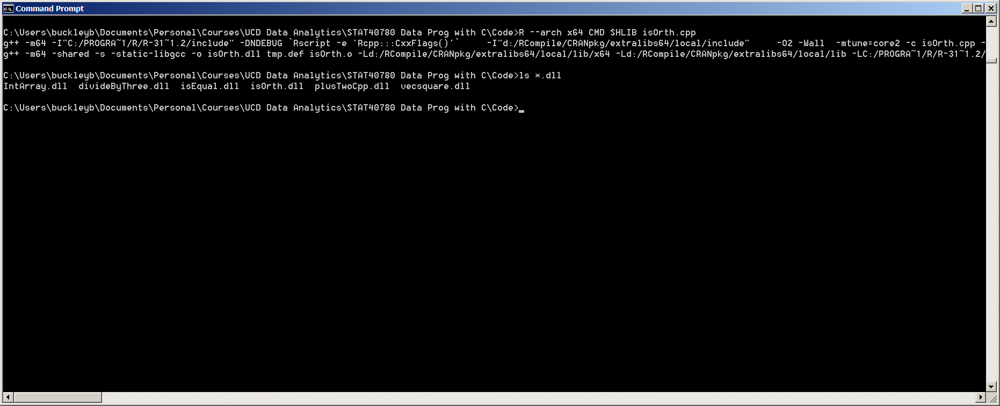 Command Prompt
C:\Users\buckleyb\Documents\Personal\Courses\UCD Data Analytics\STAT40780 Data Prog with C\Code>R --arch x64 CMD SHLIB isOrth.cpp
g++ -m64 -I"C:/PROGRA~1/R/R-31~1.2/include" -DNDEBUG `Rscript -e 'Rcpp:::CxxFlags()'`     -I"d:/RCompile/CRANpkg/extralibs64/local/include"     -O2 -Wall  -mtune=core2 -c isOrth.cpp -
g++ -m64 -shared -s -static-libgcc -o isOrth.dll tmp.def isOrth.o -Ld:/RCompile/CRANpkg/extralibs64/local/lib/x64 -Ld:/RCompile/CRANpkg/extralibs64/local/lib -LC:/PROGRA~1/R/R-31~1.2/
C:\Users\buckleyb\Documents\Personal\Courses\UCD Data Analytics\STAT40780 Data Prog with C\Code>ls *.dll
IntArray.dll  divideByThree.dll  isEqual.dll  isOrth.dll  plusTwoCpp.dll  vecsquare.dll
C:\Users\buckleyb\Documents\Personal\Courses\UCD Data Analytics\STAT40780 Data Prog with C\Code>_